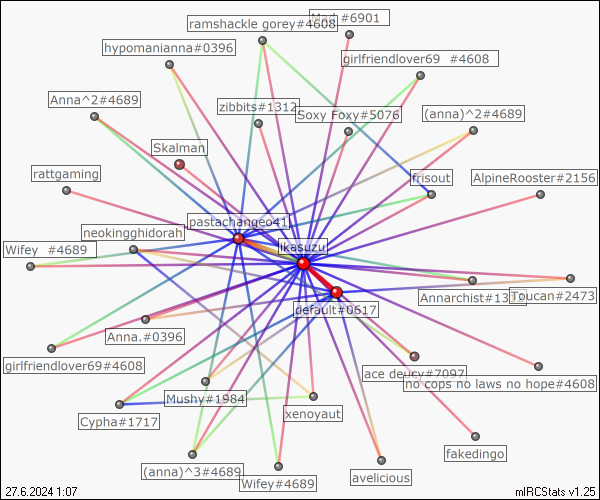 Mad #6901
ramshackle gorey#4608
hypomanianna#0396
girlfriendlover69 #4608
Anna^2#4689
zibbits#1312
Soxy Foxy#5076
(anna)^2#4689
Skalman
rattgaming
frisout
AlpineRooster#2156
pastachangeo41
neokingghidorah
Wifey #4689
ikasuzu
Annarchist#13
Toucan#2473
default#0617
Anna.#0396
girlfriendlover69#4608
ace deucy#7097
no cops no laws no hope#4608
Mushy#1984
xenoyaut
Cypha#1717
fakedingo
(anna)^3#4689
Wifey#4689
avelicious
27.6.2024 1:07
mIRCStats v1.25